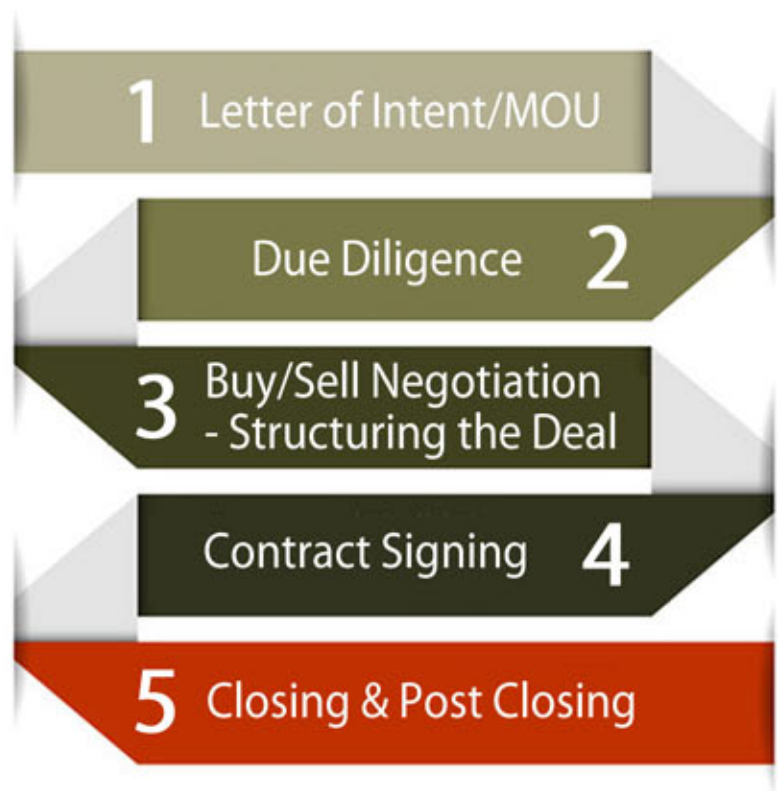 1 Letter of Intent/MOU
Due Diligence 2
3 Buy/Sell Negotiation
- Structuring the Deal
Contract Signing 4
5 Closing & Post Closing